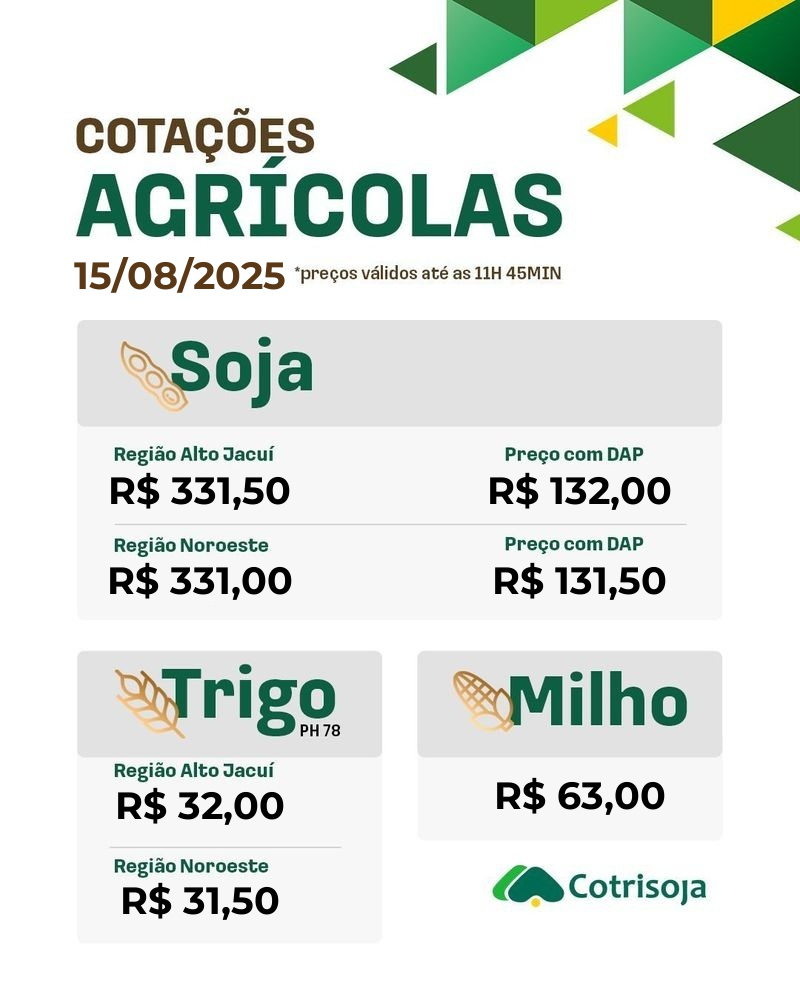 COTAÇÕES
AGRÍCOLAS
15/08/2025 *preços válidos até as 11H 45MIN
Soja
Região Alto Jacuí
R$ 331,50
Preço com DAP
R$ 132,00
Região Noroeste
R$ 331,00
Preço com DAP
R$ 131,50
Trigo
PH 78
Região Alto Jacuí
R$ 32,00
Região Noroeste
R$ 31,50
Milho
R$ 63,00
Cotrisoja